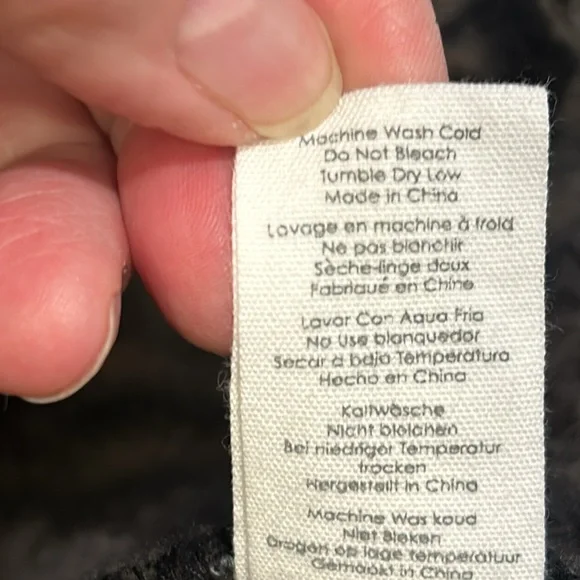 Machine Wash Cold
Do Not Bleach
Tumble Dry Low
Made in China
Lavage en machine à froid
Ne pas blanchir
Sèche-linge doux
Fabriqué en Chine
Lavar Con Agua Fria
No Use blanquedor
Secar a bajo Temperatura
Hecho en China
Kaltwäsche
Nicht bleichen
Bei niedriger Temperatur
trocken
Hergestellt in China
Machine Was koud
Niet Bleken
Drogen op lage temperatuur
Gemaakt in China